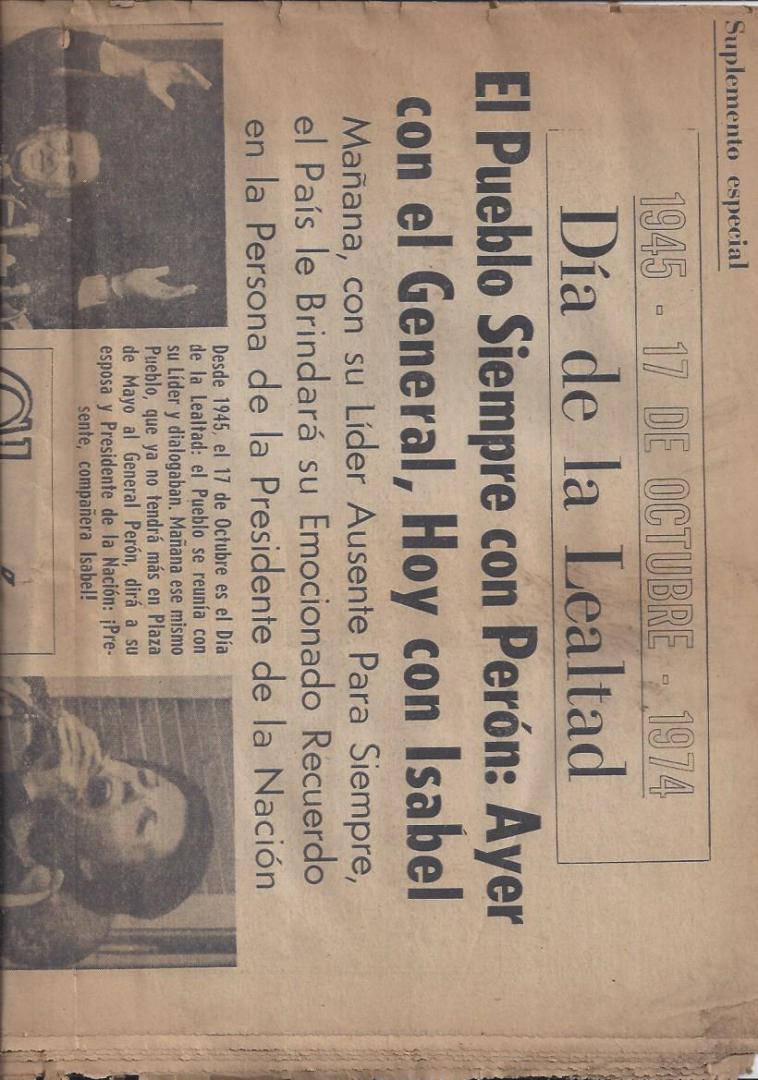 Suplemento especial
1945 - 17 DE OCTUBRE - 1974
Día de la Lealtad
El Pueblo Siempre con Perón: Ayer
con el General, Hoy con Isabel
Mañana, con su Líder Ausente Para Siempre,
el País le Brindará su Emocionado Recuerdo
en la Persona de la Presidente de la Nación
Desde 1945, el 17 de Octubre es el Día
de la Lealtad: el Pueblo se reunía con
su Líder y dialogaban. Mañana ese mismo
Pueblo, que ya no tendrá más en Plaza
de Mayo al General Perón, dirá a su
esposa y Presidente de la Nación: ¡Pre-
sente, compañera Isabel!